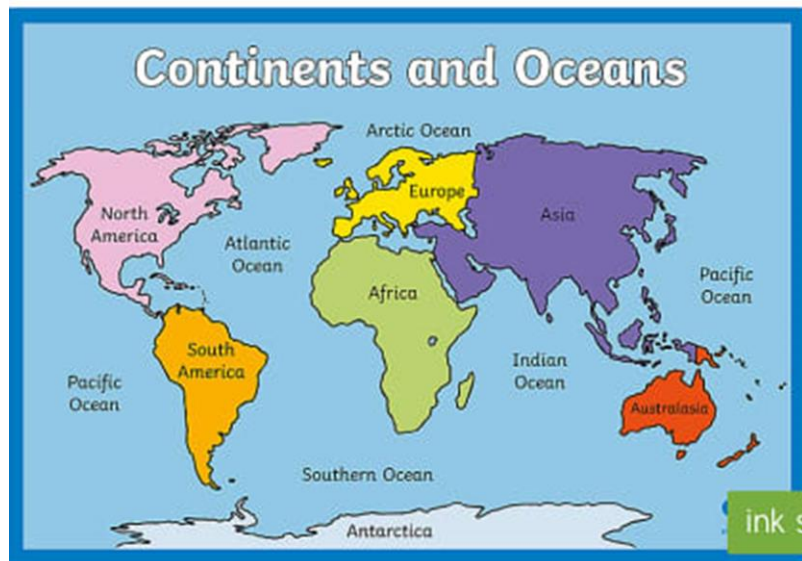 Continents and Oceans
Arctic Ocean
Europe
Asia
North
America
Atlantic
Ocean
Africa
Pacific
Ocean
South
America
Indian
Ocean
Pacific
Ocean
Australasia
Southern Ocean
Antarctica
ink s